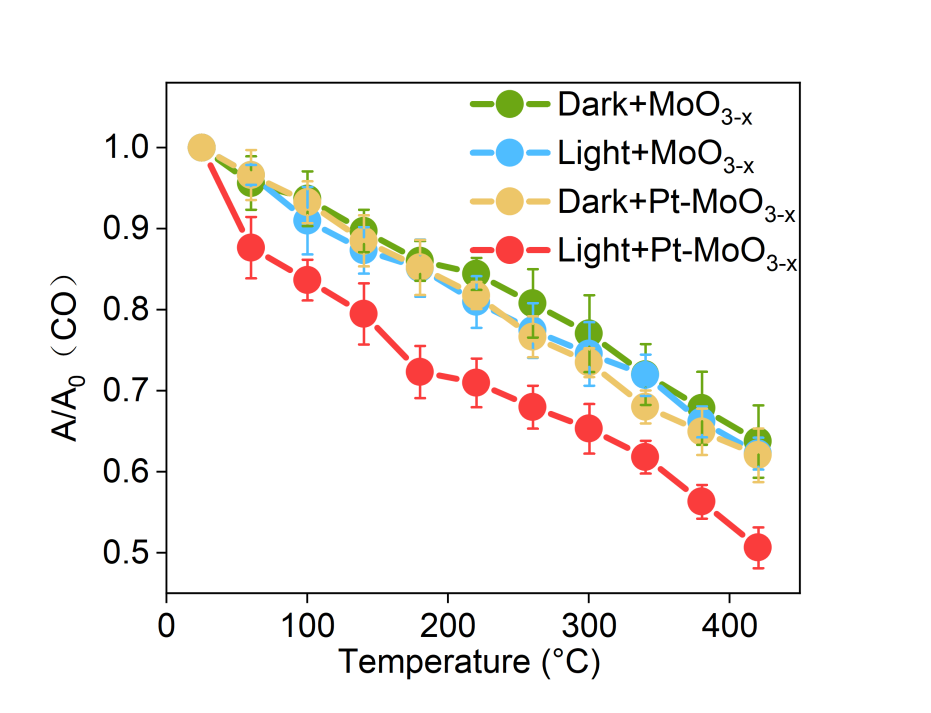 Dark+MoO3-x
Light+MoO3-x
Dark+Pt-MoO3-x
Light+Pt-MoO3-x
1.0
0.9
0.8
0.7
0.6
0.5
A/A0（CO）
0 100 200 300 400
Temperature (°C)